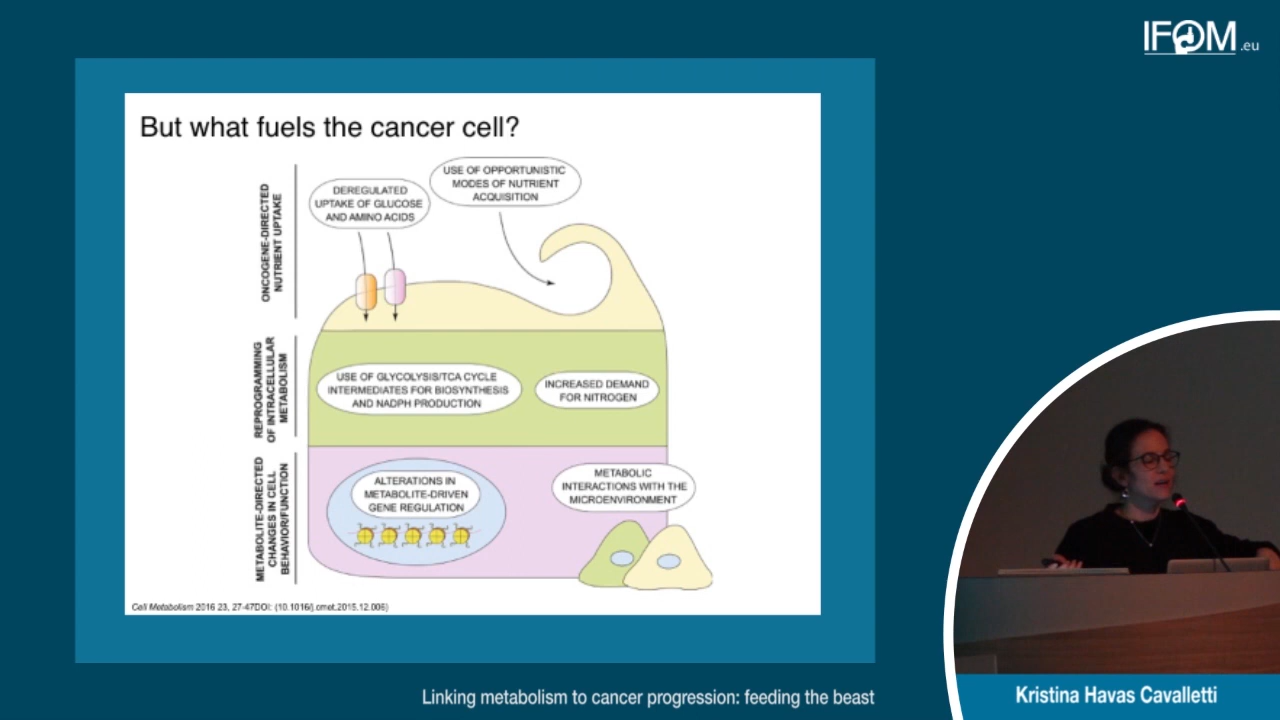 IFOM.eu
But what fuels the cancer cell?
ONCOGENE-DIRECTED
NUTRIENT UPTAKE
DEREGULATED
UPTAKE OF GLUCOSE
AND AMINO ACIDS
USE OF OPPORTUNISTIC
MODES OF NUTRIENT
ACQUISITION
REPROGRAMMING
OF INTRACELLULAR
METABOLISM
USE OF GLYCOLYSIS/TCA CYCLE
INTERMEDIATES FOR BIOSYNTHESIS
AND NADPH PRODUCTION
INCREASED DEMAND
FOR NITROGEN
METABOLITE-DIRECTED
CHANGES IN CELL
BEHAVIOR/FUNCTION
ALTERATIONS IN
METABOLITE-DRIVEN
GENE REGULATION
METABOLIC
INTERACTIONS WITH THE
MICROENVIRONMENT
Cell Metabolism 2016 23, 27-47DOI: (10.1016/j.cmet.2015.12.006)
Linking metabolism to cancer progression: feeding the beast
Kristina Havas Cavalletti